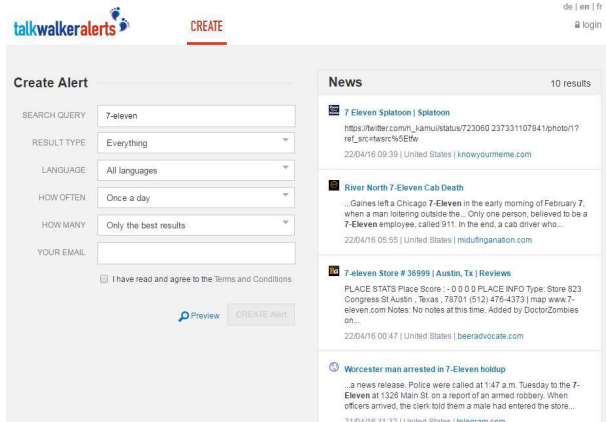 de | en | fr
talkwalkeralerts
CREATE
login
Create Alert
SEARCH QUERY 7-eleven
RESULT TYPE Everything
LANGUAGE All languages
HOW OFTEN Once a day
HOW MANY Only the best results
YOUR EMAIL
I have read and agree to the Terms and Conditions
Preview CREATE Alert
News 10 results
7 Eleven Splatoon | Splatoon
https://twitter.com/n_kamui/status/723060 237331107841/photo/1?
ref_src=twsrc%5Etfw
22/04/16 09:39 | United States | knowyourmeme.com
River North 7-Eleven Cab Death
...Gaines left a Chicago 7-Eleven in the early morning of February 7,
when a man loitering outside the... Only one person, believed to be a
7-Eleven employee, called 911. In the end, a cab driver who...
22/04/16 05:55 | United States | midufinganation.com
7-eleven Store # 36999 | Austin, Tx | Reviews
PLACE STATS Place Score : - 0 0 0 0 PLACE INFO Type: Store 823
Congress St Austin , Texas , 78701 (512) 476-4373 | map www.7-
eleven.com Notes: No notes at this time. Added by DoctorZombies
on...
22/04/16 00:47 | United States | beeradvocate.com
Worcester man arrested in 7-Eleven holdup
...a news release. Police were called at 1:47 a.m. Tuesday to the 7-
Eleven at 1326 Main St. on a report of an armed robbery. When
officers arrived, the clerk told them a male had entered the store...
21/04/16 11:32 | United States | telegram.com